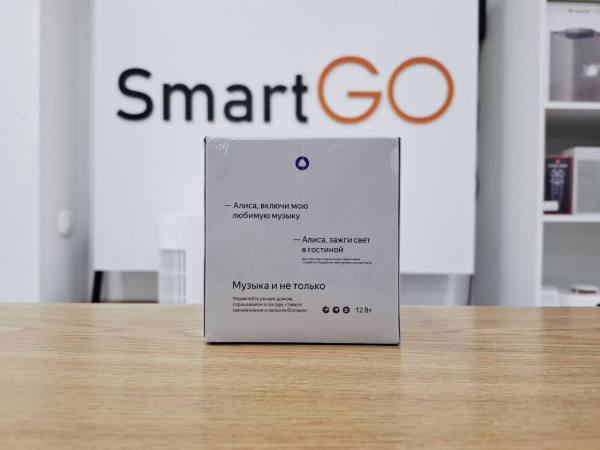 SmartGO
— Алиса, включи мою
любимую музыку
— Алиса, зажги свет
в гостиной
Музыка и не только
Управляйте умным домом,
спрашивайте о погоде, ставьте
напоминания и звоните близким
12 Вт